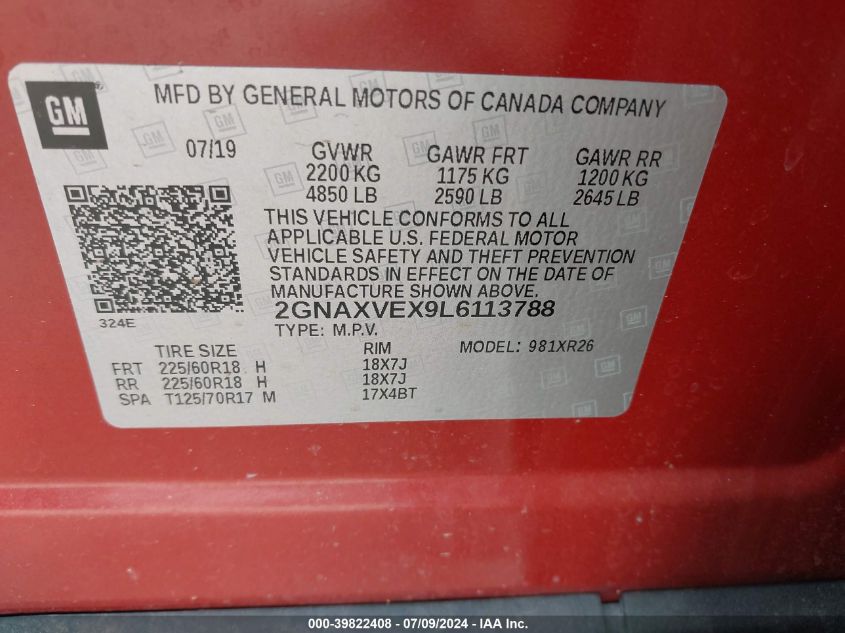 GM
MFD BY GENERAL MOTORS OF CANADA COMPANY
07/19 GVWR GAWR FRT GAWR RR
2200 KG 1175 KG 1200 KG
4850 LB 2590 LB 2645 LB
THIS VEHICLE CONFORMS TO ALL
APPLICABLE U.S. FEDERAL MOTOR
VEHICLE SAFETY AND THEFT PREVENTION
STANDARDS IN EFFECT ON THE DATE OF
MANUFACTURE SHOWN ABOVE.
324E
2GNAXVEX9L6113788
TYPE: M.P.V.
TIRE SIZE RIM MODEL: 981XR26
FRT 225/60R18 H 18X7J
RR 225/60R18 H 18X7J
SPA T125/70R17 M 17X4BT
000-39822408 - 07/09/2024 - IAA Inc.